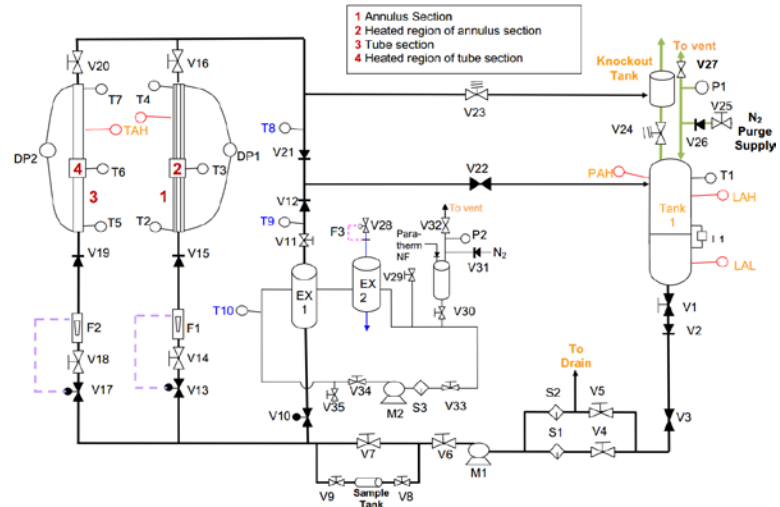 1 Annulus Section
2 Heated region of annulus section
3 Tube section
4 Heated region of tube section
To vent
V27
Knockout
Tank
P1
V25
N2
Purge
Supply
V24
V26
V23
V20
V16
T7
T4
TAH
T8
DP2
DP1
4
T6
2
T3
3
1
T5
T2
V21
V22
V12
T9
V11
PAH
T1
LAH
Tank
1
LAL
To vent
F3
V28
V32
P2
Para-
therm
NF
N2
V31
V29
V30
V19
V15
EX
1
EX
2
T10
V1
V2
F2
F1
V18
V14
V17
V13
V34
V35
M2
S3
V33
V10
To
Drain
S2
V5
V3
S1
V4
V7
V6
M1
V9
Sample
Tank
V8